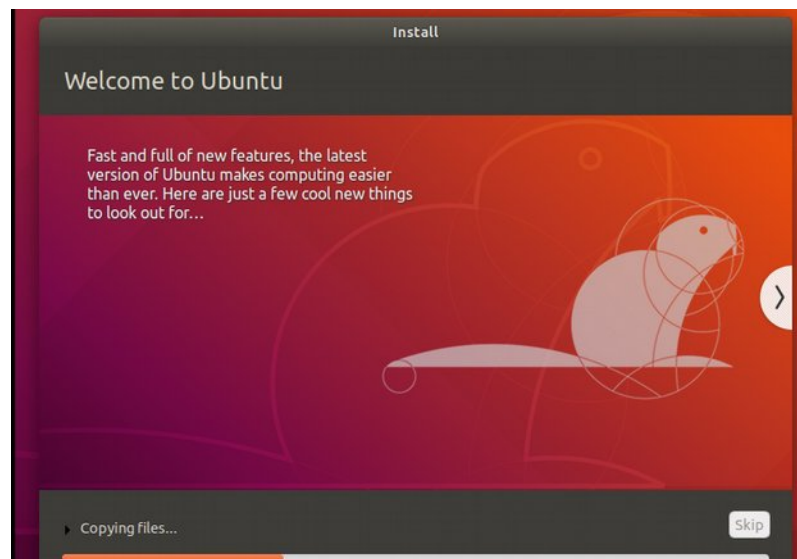 Install
Welcome to Ubuntu
Fast and full of new features, the latest
version of Ubuntu makes computing easier
than ever. Here are just a few cool new things
to look out for...
Copying files...
Skip